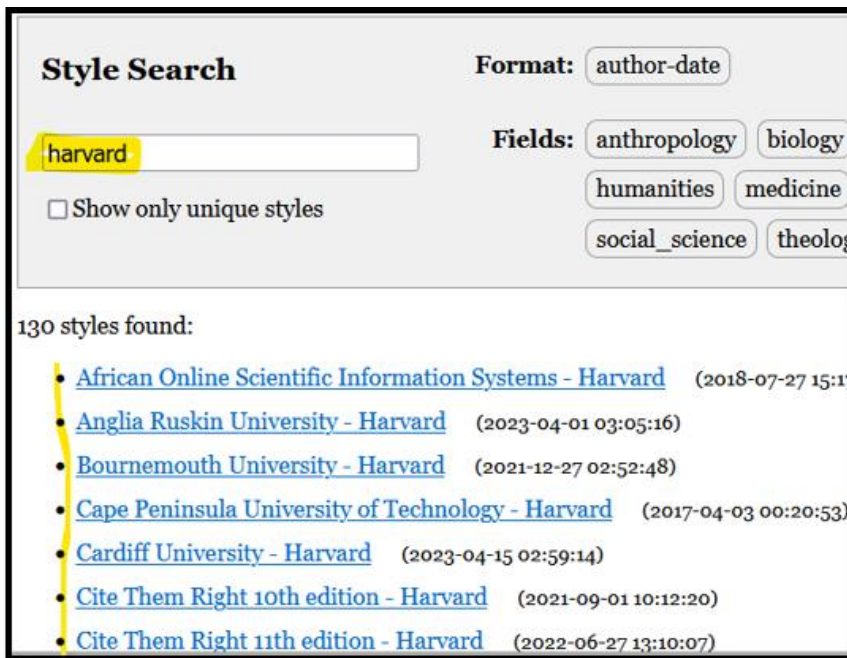 Style Search
Format: author-date
harvard
Fields: anthropology biology
Show only unique styles
humanities medicine
social_science
130 styles found:
African Online Scientific Information Systems - Harvard (2018-07-27
Anglia Ruskin University - Harvard (2023-04-01 03:05:16)
Bournemouth University - Harvard (2021-12-27 02:52:48)
Cape Peninsula University of Technology - Harvard (2017-04-03 00:20:53)
Cardiff University - Harvard (2023-04-15 02:59:14)
Cite Them Right 10th edition - Harvard (2021-09-01 10:12:20)
Cite Them Right 11th edition - Harvard (2022-06-27 13:10:07)